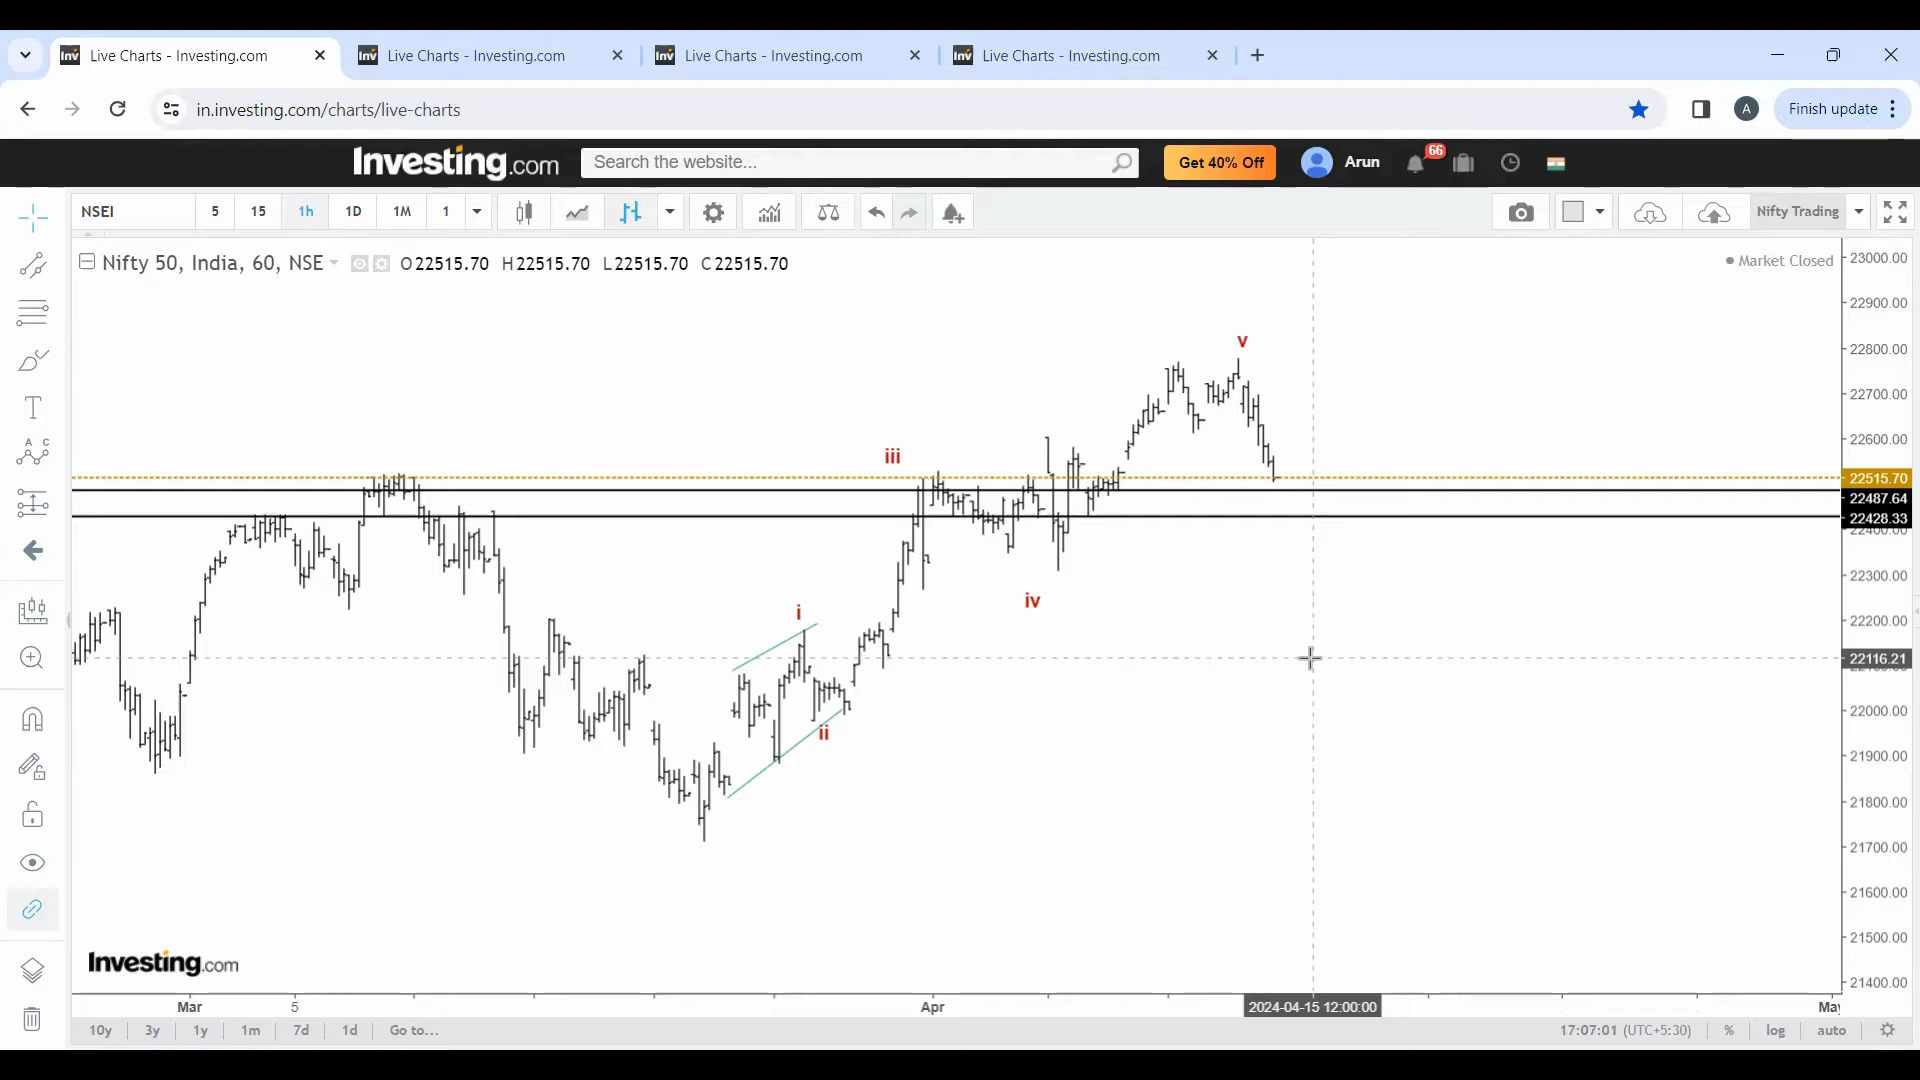 Live Charts - Investing.com
Live Charts - Investing.com
Live Charts - Investing.com
Live Charts - Investing.com
in.investing.com/charts/live-charts
A
Finish update
Investing.com
Search the website...
Get 40% Off
Arun
66
NSEI
5
15
1h
1D
1M
1
Nifty Trading
Nifty 50, India, 60, NSE
O22515.70 H22515.70 L22515.70 C22515.70
Market Closed
23000.00
22900.00
22800.00
22700.00
22600.00
22515.70
22487.64
22428.33
22300.00
22200.00
22116.21
22000.00
21900.00
21800.00
21700.00
21600.00
21500.00
21400.00
T
A C
i
ii
iii
iv
v
Investing.com
Mar
5
Apr
2024-04-15 12:00:00
10y
3y
1y
1m
7d
1d
Go to...
17:07:01 (UTC+5:30)
%
log
auto